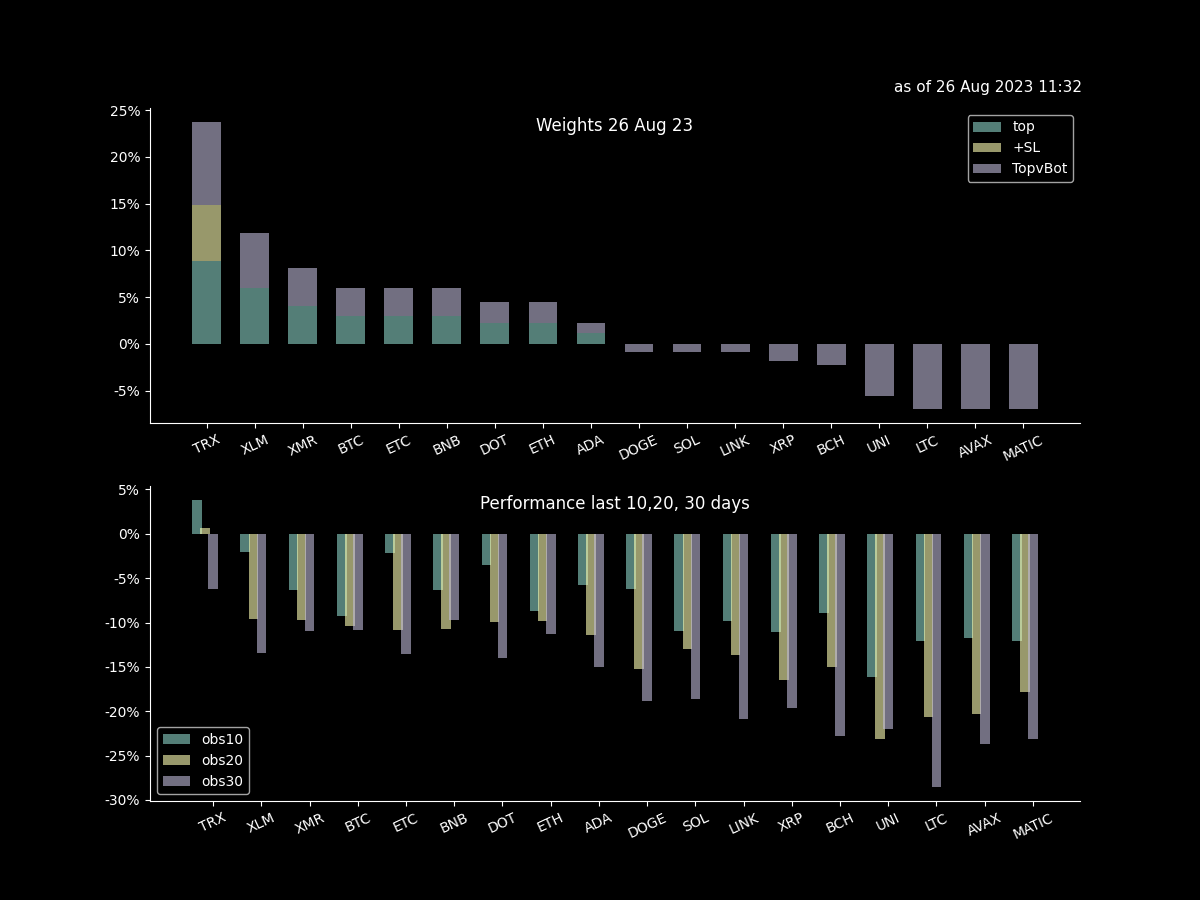 as of 26 Aug 2023 11:32
Weights 26 Aug 23
25%
20%
15%
10%
5%
0%
-5%
top
+SL
TopvBot
TRX XLM XMR BTC ETC BNB DOT ETH ADA DOGE SOL LINK XRP BCH UNI LTC AVAX MATIC
Performance last 10,20, 30 days
5%
0%
-5%
-10%
-15%
-20%
-25%
-30%
obs10
obs20
obs30
TRX XLM XMR BTC ETC BNB DOT ETH ADA DOGE SOL LINK XRP BCH UNI LTC AVAX MATIC